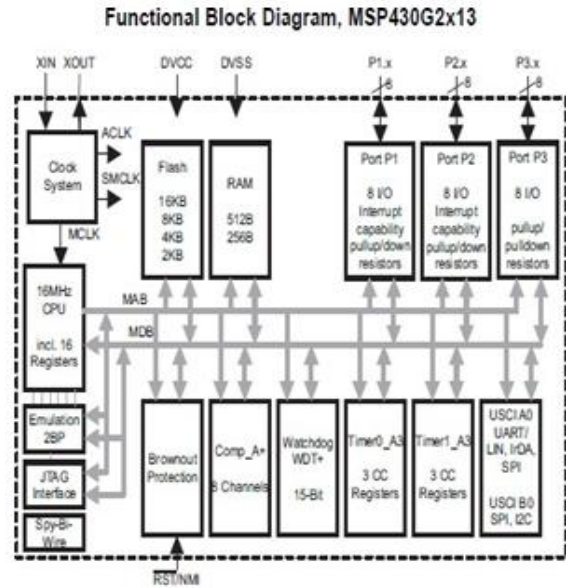 Functional Block Diagram, MSP430G2x13
XIN XOUT DVCC DVSS P1.x P2.x P3.x
8 8 8
ACLK
Clock
System
SMCLK
MCLK
Flash
16KB
8KB
4KB
2KB
RAM
512B
256B
Port P1
8 I/O
Interrupt
capability
pullup/down
resistors
Port P2
8 I/O
Interrupt
capability
pullup/down
resistors
Port P3
8 I/O
pullup/
pulldown
resistors
16MHz
CPU
incl. 16
Registers
MAB
MDB
Emulation
2BP
JTAG
Interface
Spy-Bi-
Wire
Brownout
Protection
Comp_A+
8 Channels
Watchdog
WDT+
15-Bit
Timer0_A3
3 CC
Registers
Timer1_A3
3 CC
Registers
USCI A0
UART/
LIN, IrDA,
SPI
USCI B0
SPI, I2C
RST/NMI